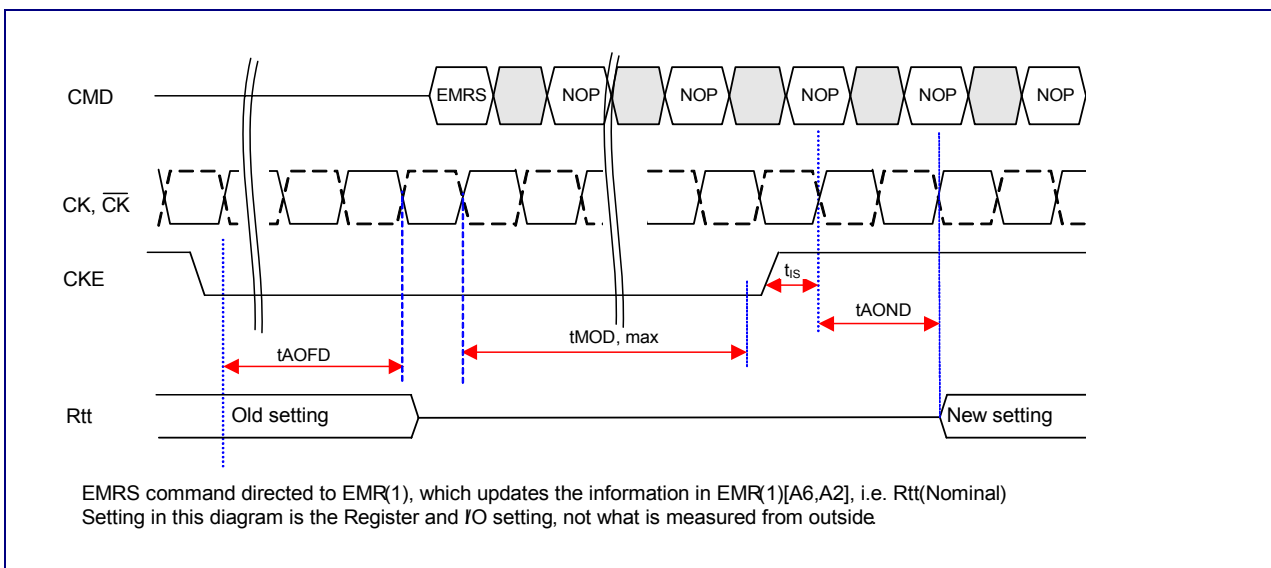 CMD
EMRS NOP NOP NOP NOP NOP
CK, C̅K̅
CKE
tIS
tAOND
tMOD, max
tAOFD
Rtt
Old setting
New setting
EMRS command directed to EMR(1), which updates the information in EMR(1)[A6,A2], i.e. Rtt(Nominal)
Setting in this diagram is the Register and I/O setting, not what is measured from outside.